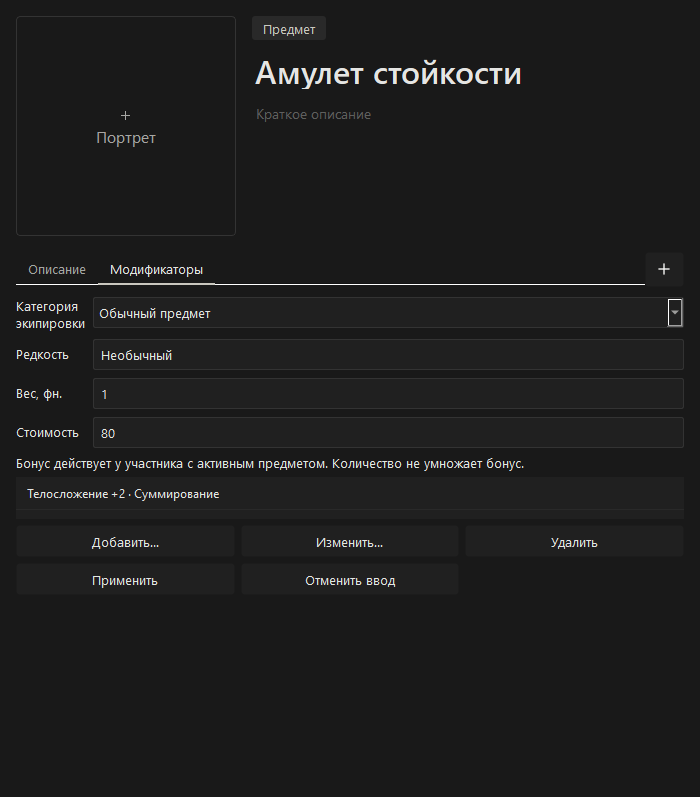 Предмет
Амулет стойкости
Краткое описание
+
Портрет
Описание
Модификаторы
+
Категория
экипировки
Обычный предмет
Редкость
Необычный
Вес, фн.
1
Стоимость
80
Бонус действует у участника с активным предметом. Количество не умножает бонус.
Телосложение +2 · Суммирование
Добавить...
Изменить...
Удалить
Применить
Отменить ввод